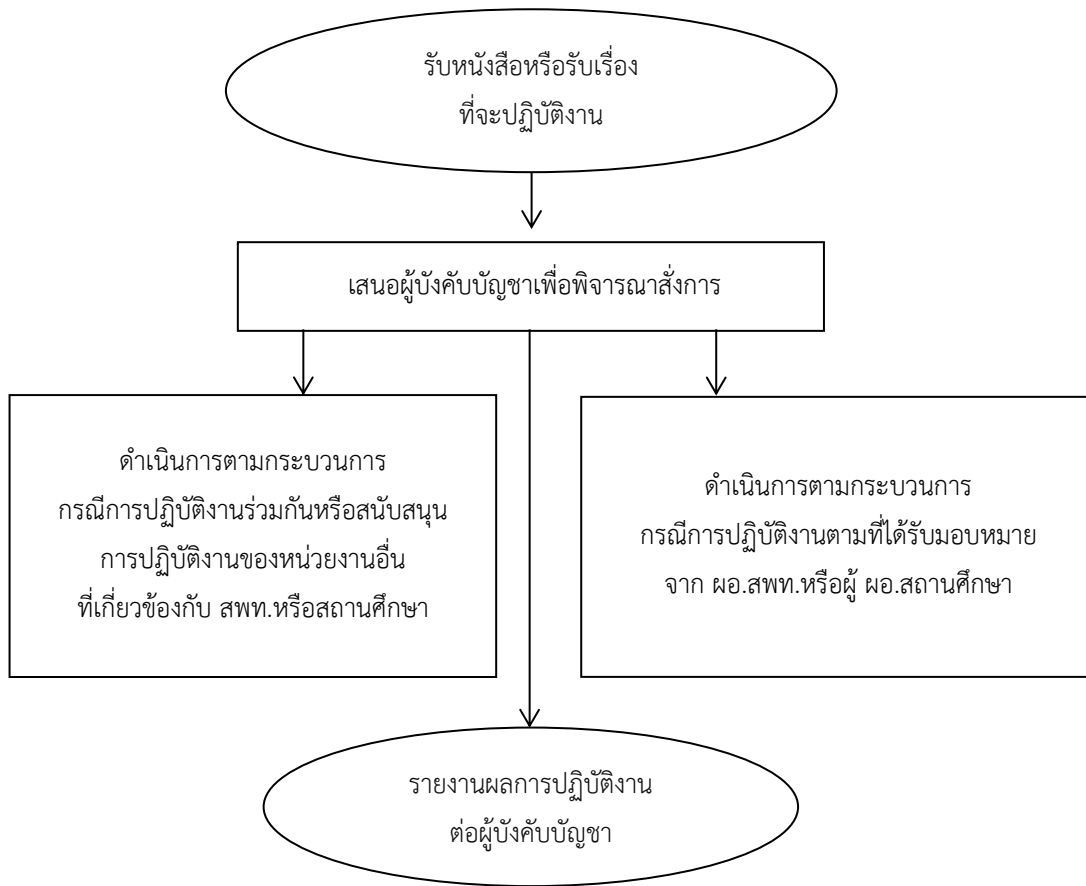 รับหนังสือหรือรับเรื่อง
ที่จะปฏิบัติงาน
เสนอผู้บังคับบัญชาเพื่อพิจารณาสั่งการ
ดำเนินการตามกระบวนการ
กรณีการปฏิบัติงานร่วมกันหรือสนับสนุน
การปฏิบัติงานของหน่วยงานอื่น
ที่เกี่ยวข้องกับ สพท.หรือสถานศึกษา
ดำเนินการตามกระบวนการ
กรณีการปฏิบัติงานตามที่ได้รับมอบหมาย
จาก ผอ.สพท.หรือผู้ ผอ.สถานศึกษา
รายงานผลการปฏิบัติงาน
ต่อผู้บังคับบัญชา